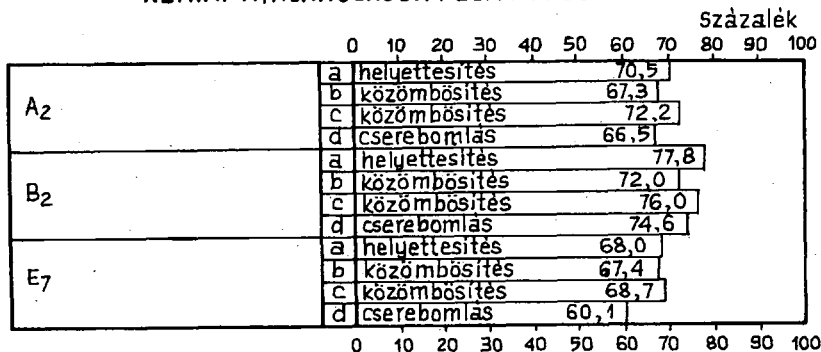 Százalék
0 10 20 30 40 50 60 70 80 90 100
A2
a helyettesítés 70,5
b közömbösítés 67,3
c közömbösítés 72,2
d cserebomlás 66,5
B2
a helyettesítés 77,8
b közömbösítés 72,0
c közömbösítés 76,0
d cserebomlás 74,6
E7
a helyettesítés 68,0
b közömbösítés 67,4
c közömbösítés 68,7
d cserebomlás 60,1
0 10 20 30 40 50 60 70 80 90 100